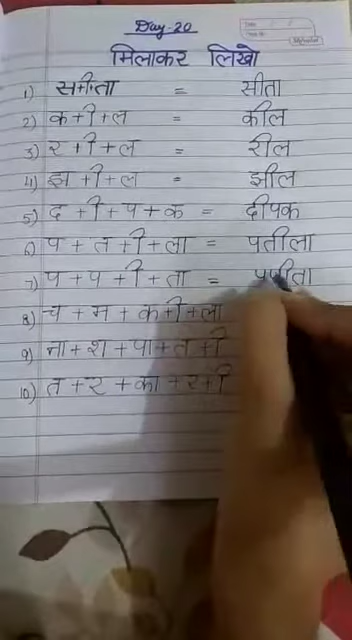 Day-20
मिलाकर लिखो
1) स+ी+ता = सीता
2) क+ी+ल = कील
3) र+ी+ल = रील
4) झ+ी+ल = झील
5) द+ी+प+क = दीपक
6) प+त+ी+ला = पतीला
7) प+प+ी+ता = पपीता
8) च+म+क+ी+ला
9) ना+श+पा+त+ी
10) त+र+का+र+ी